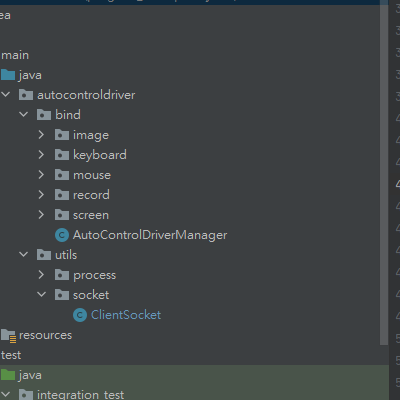 ea
main
java
autocontroldriver
bind
image
keyboard
mouse
record
screen
AutoControlDriverManager
utils
process
socket
ClientSocket
resources
test
java
integration_test